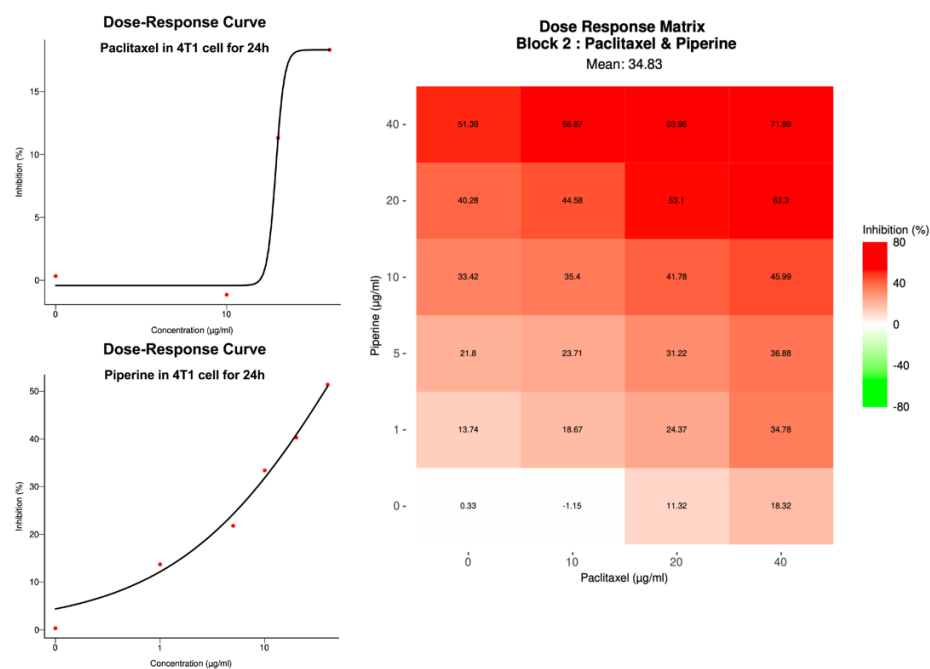 Dose-Response Curve
Paclitaxel in 4T1 cell for 24h
Inhibition (%)
15
10
5
0
0
10
Concentration (µg/ml)
Dose-Response Curve
Piperine in 4T1 cell for 24h
Inhibition (%)
50
40
30
20
10
0
0
1
10
Concentration (µg/ml)
Dose Response Matrix
Block 2 : Paclitaxel & Piperine
Mean: 34.83
Piperine (µg/ml)
40 51.39 63.96 71.99
20 40.28 44.58 53.1 63.3
10 33.42 35.4 41.78 45.99
5 21.8 23.71 31.22 36.88
1 13.74 18.67 24.37 34.78
0 0.33 -1.15 11.32 18.32
0 10 20 40
Paclitaxel (µg/ml)
Inhibition (%)
80
40
0
-40
-80